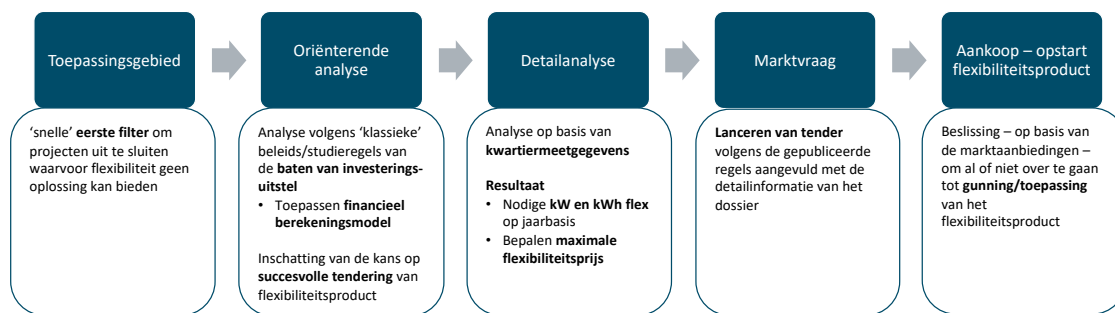 Toepassingsgebied
'snelle' eerste filter om
projecten uit te sluiten
waarvoor flexibiliteit geen
oplossing kan bieden
Oriënterende
analyse
Analyse volgens 'klassieke'
beleids/studieregels van
de baten van investerings-
uitstel
• Toepassen financieel
berekeningsmodel
Inschatting van de kans op
succesvolle tendering van
flexibiliteitsproduct
Detailanalyse
Analyse op basis van
kwartiermeetgegevens
Resultaat
• Nodige kW en kWh flex
op jaarbasis
• Bepalen maximale
flexibiliteitsprijs
Marktvraag
Lanceren van tender
volgens de gepubliceerde
regels aangevuld met de
detailinformatie van het
dossier
Aankoop – opstart
flexibiliteitsproduct
Beslissing – op basis van
de marktaanbiedingen –
om al of niet over te gaan
tot gunning/toepassing
van het
flexibiliteitsproduct